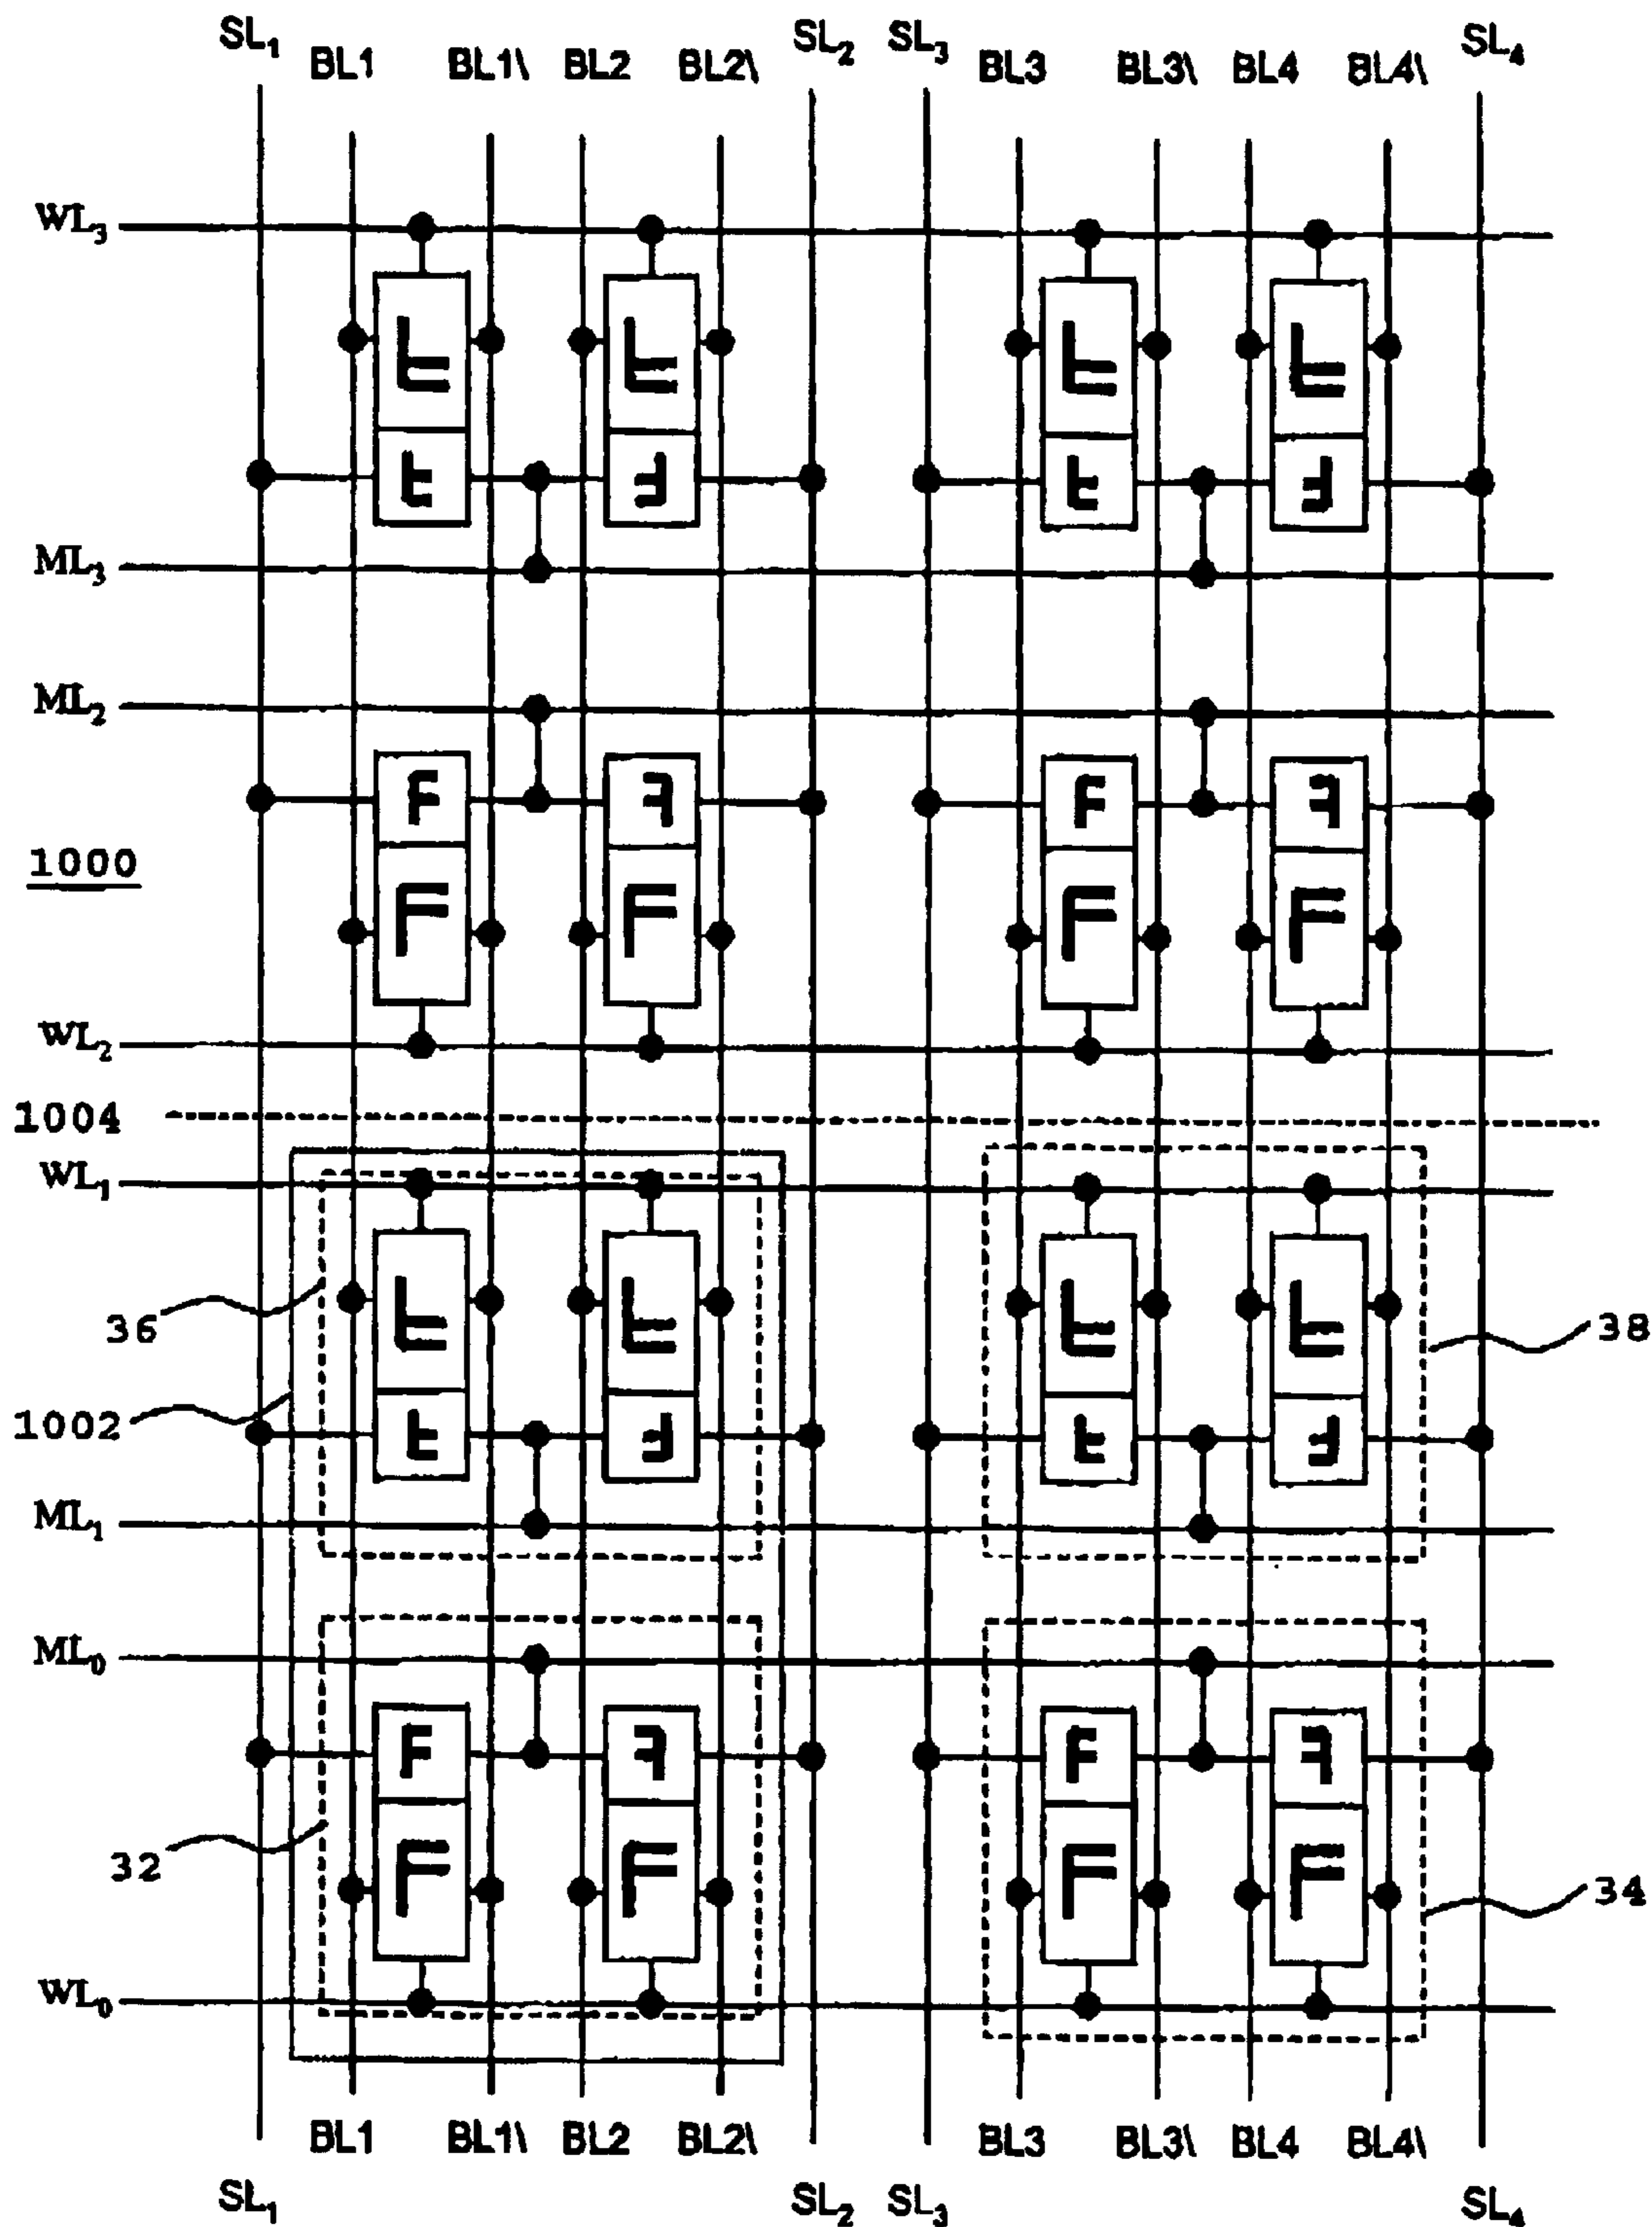 SL₁ BL1 BL1\ BL2 BL2\ SL₂ SL₃ BL3 BL3\ BL4 BL4\ SL₄
WL₃
F F F F
F F F F
ML₃
ML₂
F F F F
1000
F F F F
WL₂
1004
WL₁
F F F F
36 38
1002
F F F F
ML₁
ML₀
F F F F
32 F F F F 34
WL₀
BL1 BL1\ BL2 BL2\ BL3 BL3\ BL4 BL4\
SL₁ SL₂ SL₃ SL₄